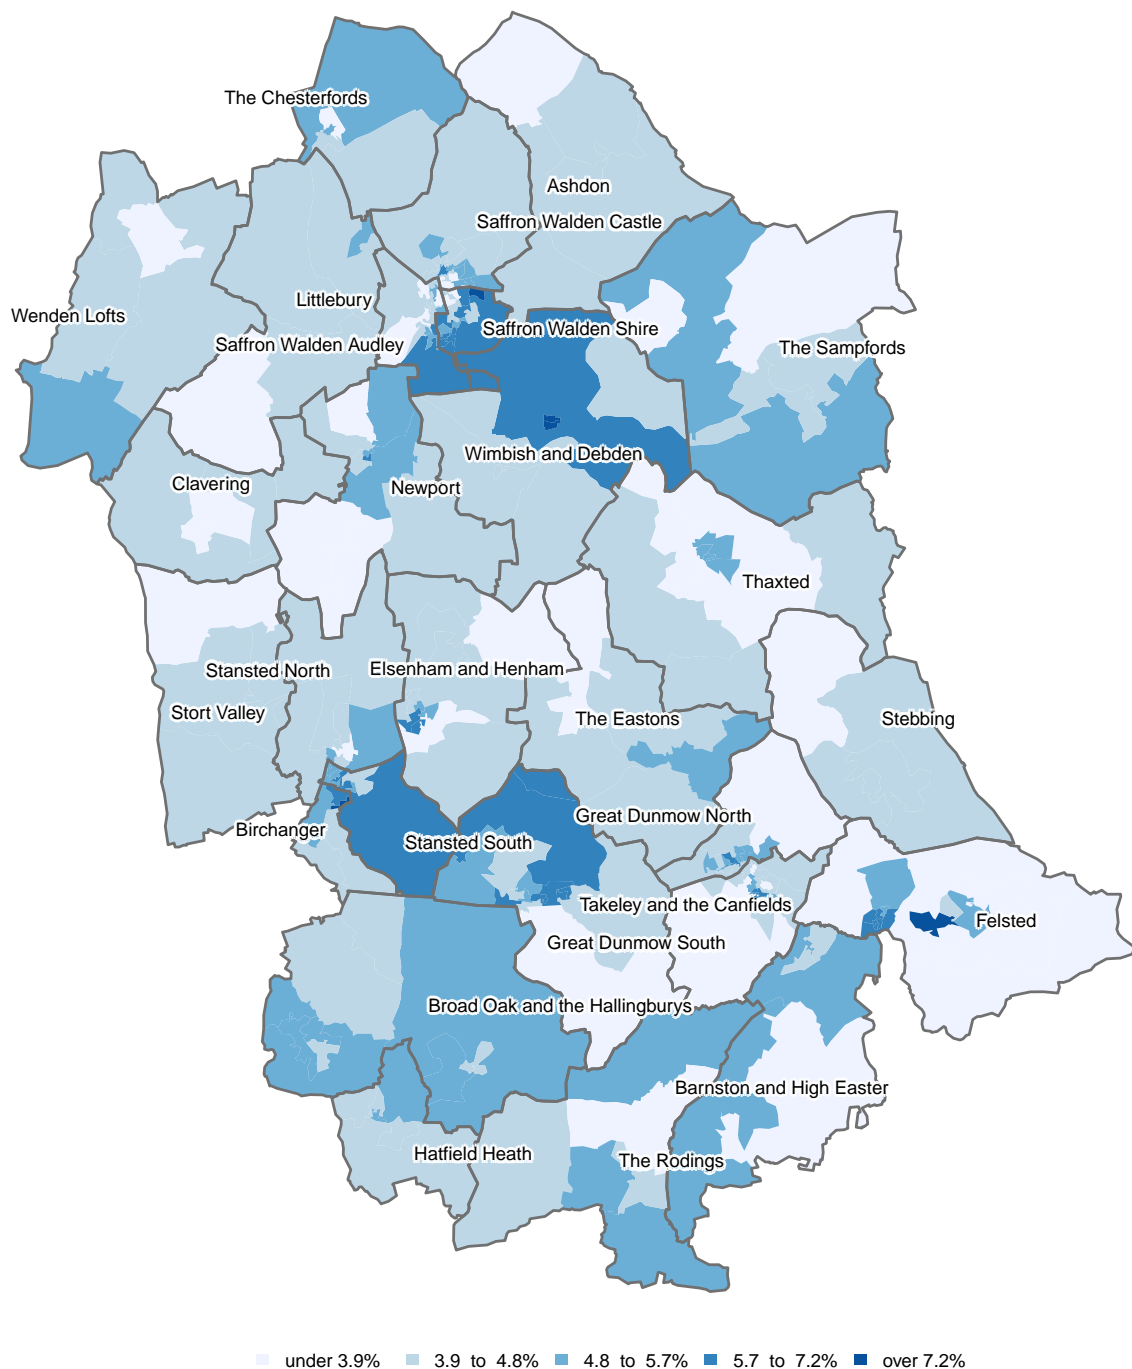 The Chesterfords
Ashdon
Saffron Walden Castle
Littlebury
Wenden Lofts
Saffron Walden Shire
Saffron Walden Audley
The Sampfords
Wimbish and Debden
Clavering
Newport
Thaxted
Stansted North
Elsenham and Henham
Stort Valley
The Eastons
Stebbing
Great Dunmow North
Birchanger
Stansted South
Takeley and the Canfields
Felsted
Great Dunmow South
Broad Oak and the Hallingburys
Barnston and High Easter
Hatfield Heath
The Rodings
under 3.9% 3.9 to 4.8% 4.8 to 5.7% 5.7 to 7.2% over 7.2%